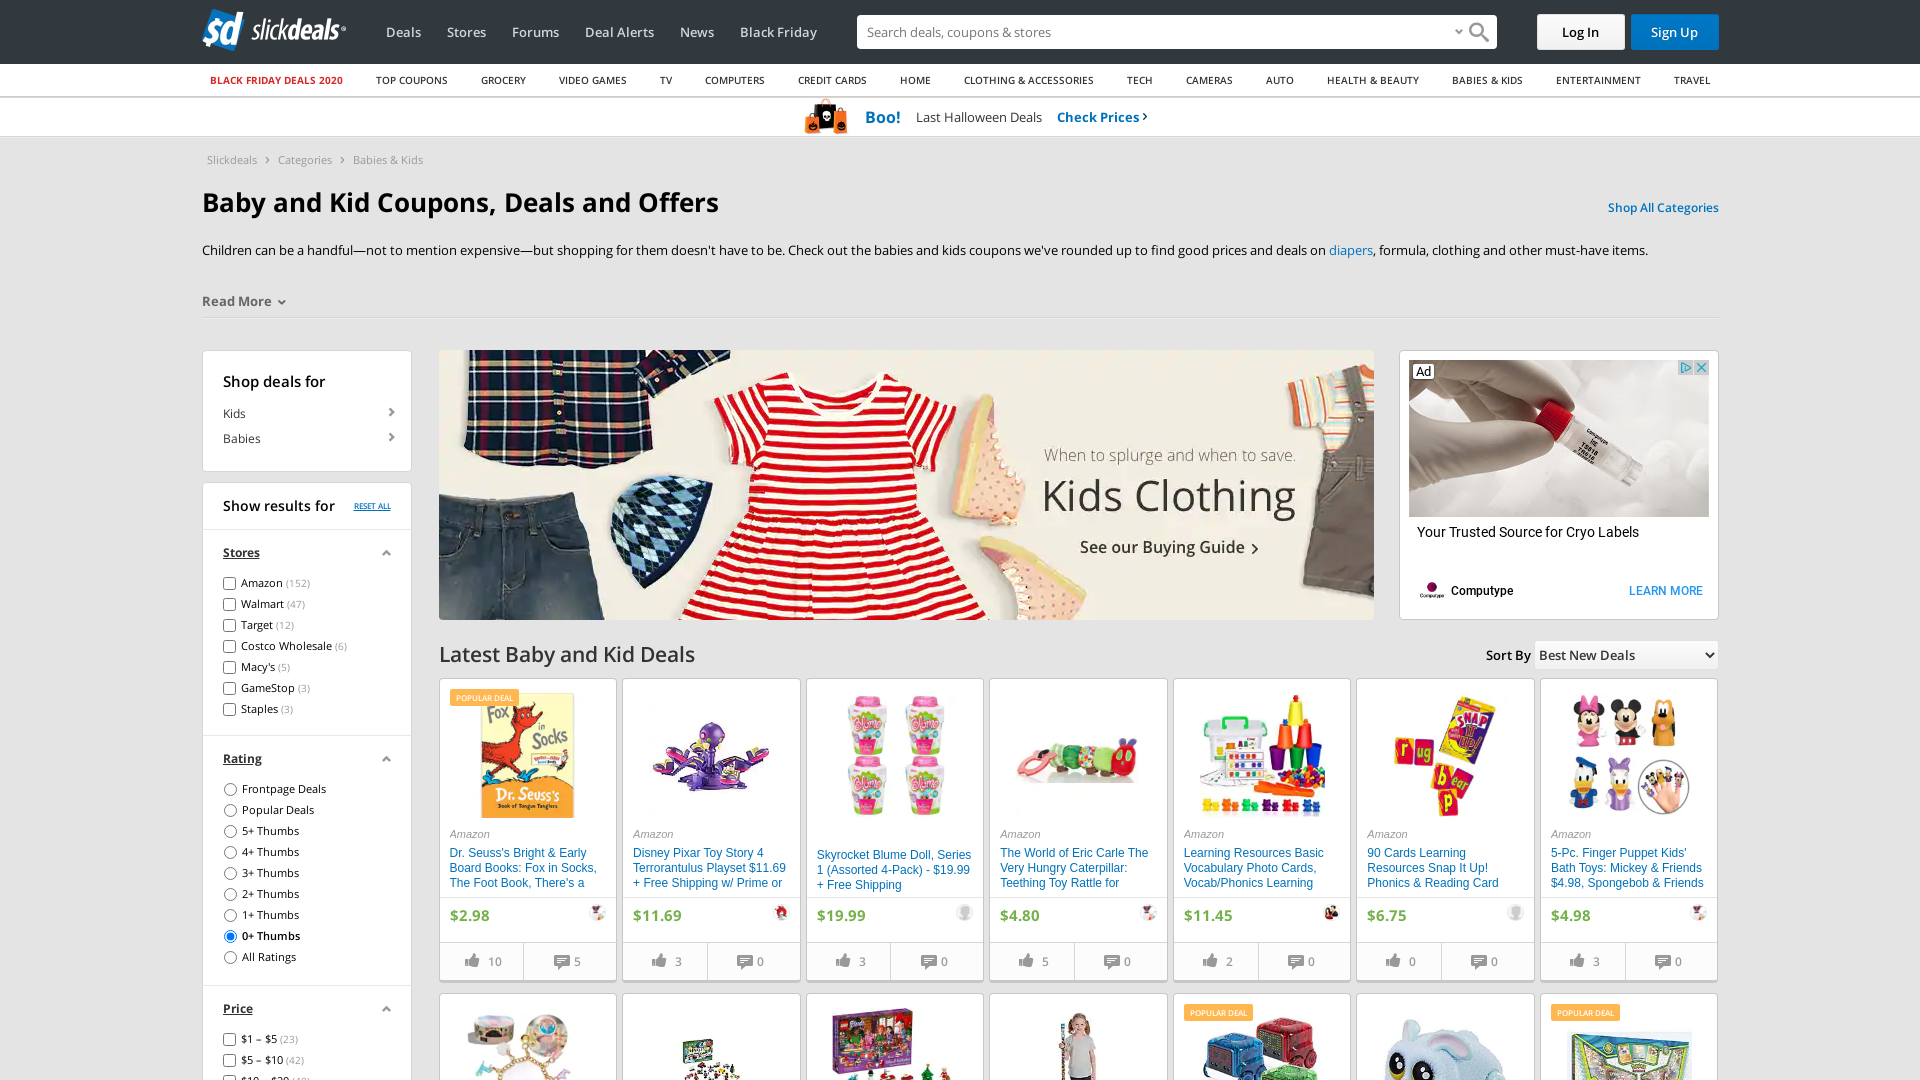 slickdeals
Deals
Stores
Forums
Deal Alerts
News
Black Friday
Search deals, coupons & stores
Log In
Sign Up
BLACK FRIDAY DEALS 2020
TOP COUPONS
GROCERY
VIDEO GAMES
TV
COMPUTERS
CREDIT CARDS
HOME
CLOTHING & ACCESSORIES
TECH
CAMERAS
AUTO
HEALTH & BEAUTY
BABIES & KIDS
ENTERTAINMENT
TRAVEL
Boo! Last Halloween Deals Check Prices
Slickdeals
Categories
Babies & Kids
Baby and Kid Coupons, Deals and Offers
Shop All Categories
Children can be a handful—not to mention expensive—but shopping for them doesn't have to be. Check out the babies and kids coupons we've rounded up to find good prices and deals on diapers, formula, clothing and other must-have items.
Read More
Shop deals for
Kids
Babies
Show results for
RESET ALL
Stores
Amazon (152)
Walmart (47)
Target (12)
Costco Wholesale (6)
Macy's (5)
GameStop (3)
Staples (3)
Rating
Frontpage Deals
Popular Deals
5+ Thumbs
4+ Thumbs
3+ Thumbs
2+ Thumbs
1+ Thumbs
0+ Thumbs
All Ratings
Price
$1 – $5 (23)
$5 – $10 (42)
When to splurge and when to save.
Kids Clothing
See our Buying Guide
Ad
Your Trusted Source for Cryo Labels
Computype
LEARN MORE
Latest Baby and Kid Deals
Sort By
Best New Deals
POPULAR DEAL
Fox
in
Socks
Dr. Seuss's
Book of Tongue Tanglers
Amazon
Dr. Seuss's Bright & Early
Board Books: Fox in Socks,
The Foot Book, There's a
$2.98
10
5
Amazon
Disney Pixar Toy Story 4
Terrorantulus Playset $11.69
+ Free Shipping w/ Prime or
$11.69
3
0
Skyrocket Blume Doll, Series
1 (Assorted 4-Pack) - $19.99
+ Free Shipping
$19.99
3
0
Amazon
The World of Eric Carle The
Very Hungry Caterpillar:
Teething Toy Rattle for
$4.80
5
0
Amazon
Learning Resources Basic
Vocabulary Photo Cards,
Vocab/Phonics Learning
$11.45
2
0
SNAP
IT
UP!
r
ug
b
ear
p
Amazon
90 Cards Learning
Resources Snap It Up!
Phonics & Reading Card
$6.75
0
0
Amazon
5-Pc. Finger Puppet Kids'
Bath Toys: Mickey & Friends
$4.98, Spongebob & Friends
$4.98
3
0
POPULAR DEAL
POPULAR DEAL